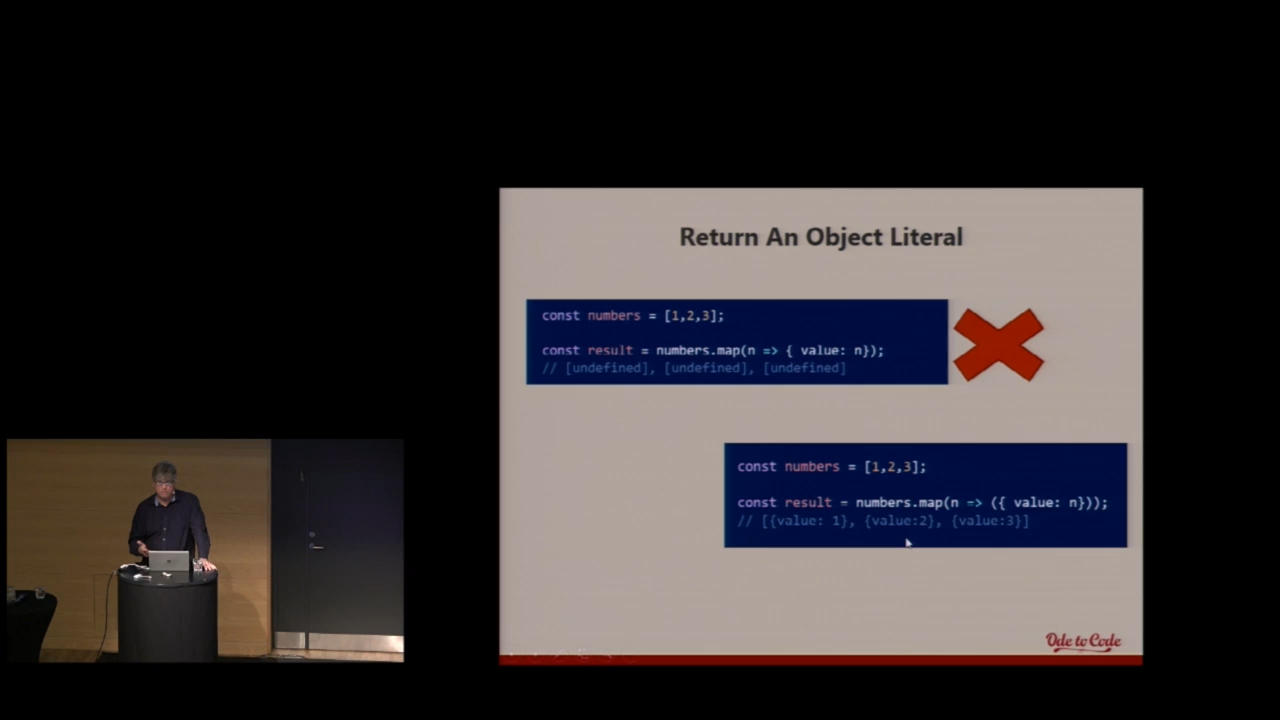 Return An Object Literal
const numbers = [1,2,3];
const result = numbers.map(n => { value: n});
// [undefined], [undefined], [undefined]
const numbers = [1,2,3];
const result = numbers.map(n => ({ value: n}));
// [{value: 1}, {value:2}, {value:3}]
Ode to Code